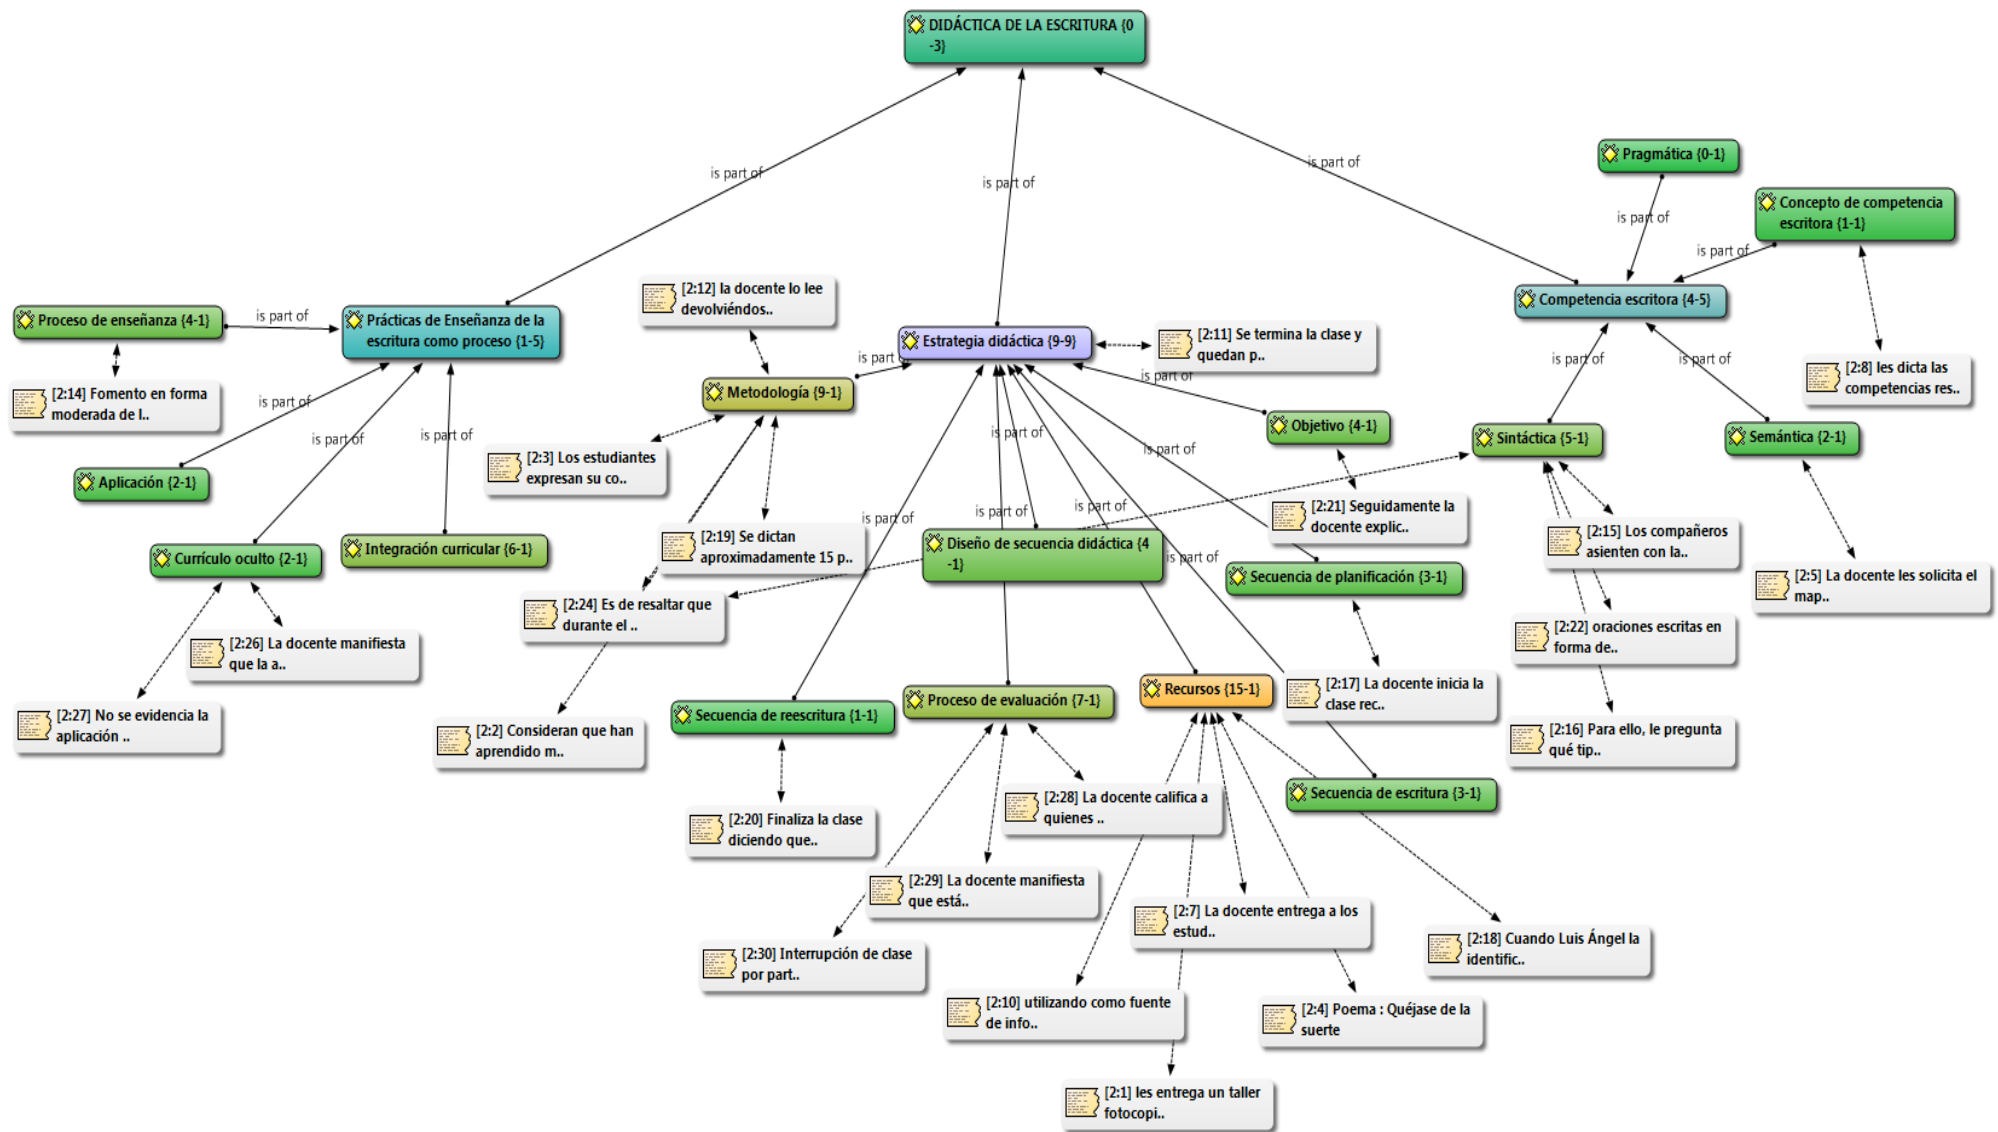 DIDÁCTICA DE LA ESCRITURA {0
-3}
is part of
is part of
is part of
Pragmática {0-1}
is part of
Concepto de competencia
escritora {1-1}
is part of
[2:12] la docente lo lee
devolviéndos..
Competencia escritora {4-5}
Proceso de enseñanza {4-1}
is part of
Prácticas de Enseñanza de la
escritura como proceso {1-5}
Estrategia didáctica {9-9}
[2:11] Se termina la clase y
quedan p..
is part of
is part of
is part of
is part of
[2:8] les dicta las
competencias res..
[2:14] Fomento en forma
moderada de l..
Metodología {9-1}
is part of
is part of
is part of
is part of
is part of
Objetivo {4-1}
Sintáctica {5-1}
Semántica {2-1}
[2:3] Los estudiantes
expresan su co..
Aplicación {2-1}
[2:21] Seguidamente la
docente explic..
is part of
is part of
is part of
is part of
[2:19] Se dictan
aproximadamente 15 p..
Diseño de secuencia didáctica {4
-1}
[2:15] Los compañeros
asienten con la..
Currículo oculto {2-1}
Integración curricular {6-1}
Secuencia de planificación {3-1}
[2:5] La docente les solicita el
map..
[2:24] Es de resaltar que
durante el ..
[2:26] La docente manifiesta
que la a..
[2:22] oraciones escritas en
forma de..
[2:27] No se evidencia la
aplicación ..
[2:2] Consideran que han
aprendido m..
Secuencia de reescritura {1-1}
Proceso de evaluación {7-1}
Recursos {15-1}
[2:17] La docente inicia la
clase rec..
[2:16] Para ello, le pregunta
qué tip..
Secuencia de escritura {3-1}
[2:20] Finaliza la clase
diciendo que..
[2:28] La docente califica a
quienes ..
[2:29] La docente manifiesta
que está..
[2:7] La docente entrega a los
estud..
[2:18] Cuando Luis Ángel la
identific..
[2:30] Interrupción de clase
por part..
[2:10] utilizando como fuente
de info..
[2:4] Poema : Quéjase de la
suerte
[2:1] les entrega un taller
fotocopi..